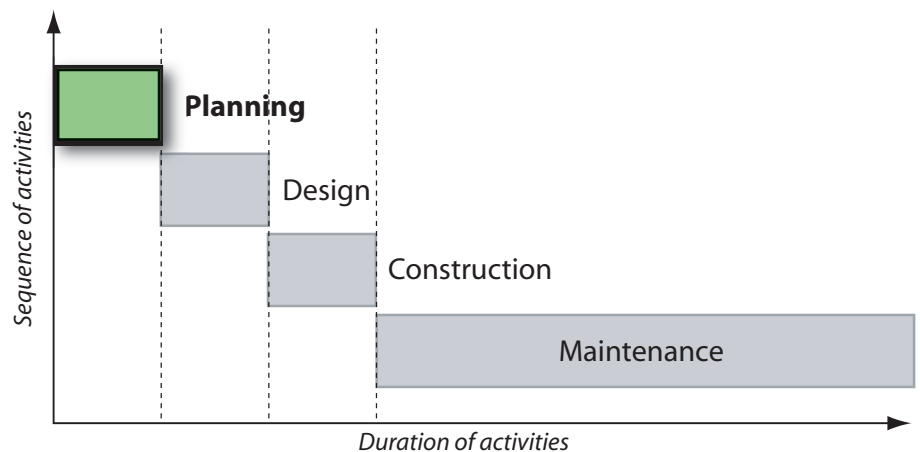 Planning
Design
Construction
Maintenance
Sequence of activities
Duration of activities